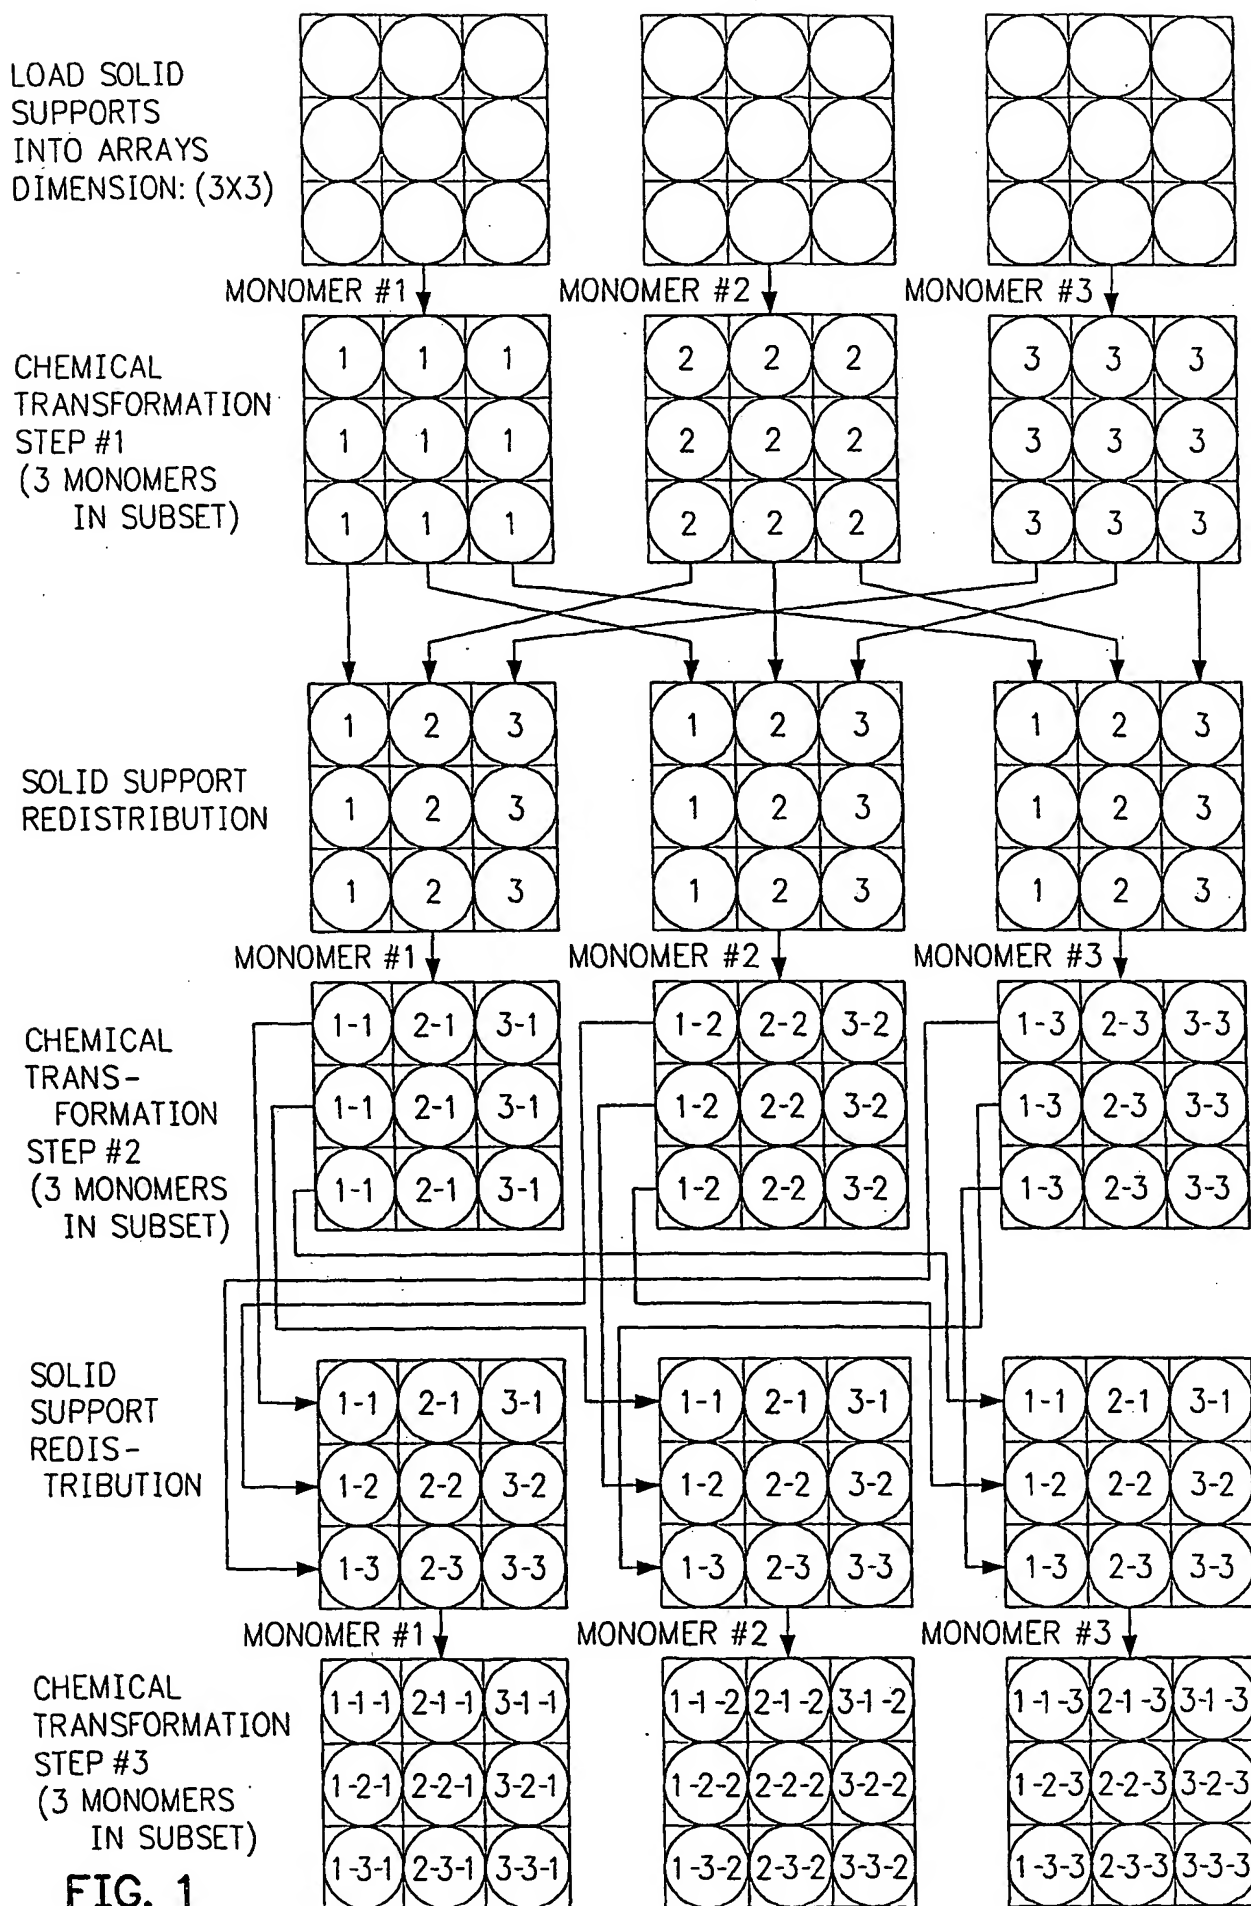 LOAD SOLID
SUPPORTS
INTO ARRAYS
DIMENSION: (3X3)
MONOMER #1 MONOMER #2 MONOMER #3
CHEMICAL
TRANSFORMATION
STEP #1
(3 MONOMERS
IN SUBSET)
1 1 1 2 2 2 3 3 3
1 1 1 2 2 2 3 3 3
1 1 1 2 2 2 3 3 3
SOLID SUPPORT
REDISTRIBUTION
1 2 3 1 2 3 1 2 3
1 2 3 1 2 3 1 2 3
1 2 3 1 2 3 1 2 3
MONOMER #1 MONOMER #2 MONOMER #3
CHEMICAL
TRANS-
FORMATION
STEP #2
(3 MONOMERS
IN SUBSET)
1-1 2-1 3-1 1-2 2-2 3-2 1-3 2-3 3-3
1-1 2-1 3-1 1-2 2-2 3-2 1-3 2-3 3-3
1-1 2-1 3-1 1-2 2-2 3-2 1-3 2-3 3-3
SOLID
SUPPORT
REDIS-
TRIBUTION
1-1 2-1 3-1 1-1 2-1 3-1 1-1 2-1 3-1
1-2 2-2 3-2 1-2 2-2 3-2 1-2 2-2 3-2
1-3 2-3 3-3 1-3 2-3 3-3 1-3 2-3 3-3
MONOMER #1 MONOMER #2 MONOMER #3
CHEMICAL
TRANSFORMATION
STEP #3
(3 MONOMERS
IN SUBSET)
1-1-1 2-1-1 3-1-1 1-1-2 2-1-2 3-1-2 1-1-3 2-1-3 3-1-3
1-2-1 2-2-1 3-2-1 1-2-2 2-2-2 3-2-2 1-2-3 2-2-3 3-2-3
1-3-1 2-3-1 3-3-1 1-3-2 2-3-2 3-3-2 1-3-3 2-3-3 3-3-3
FIG. 1